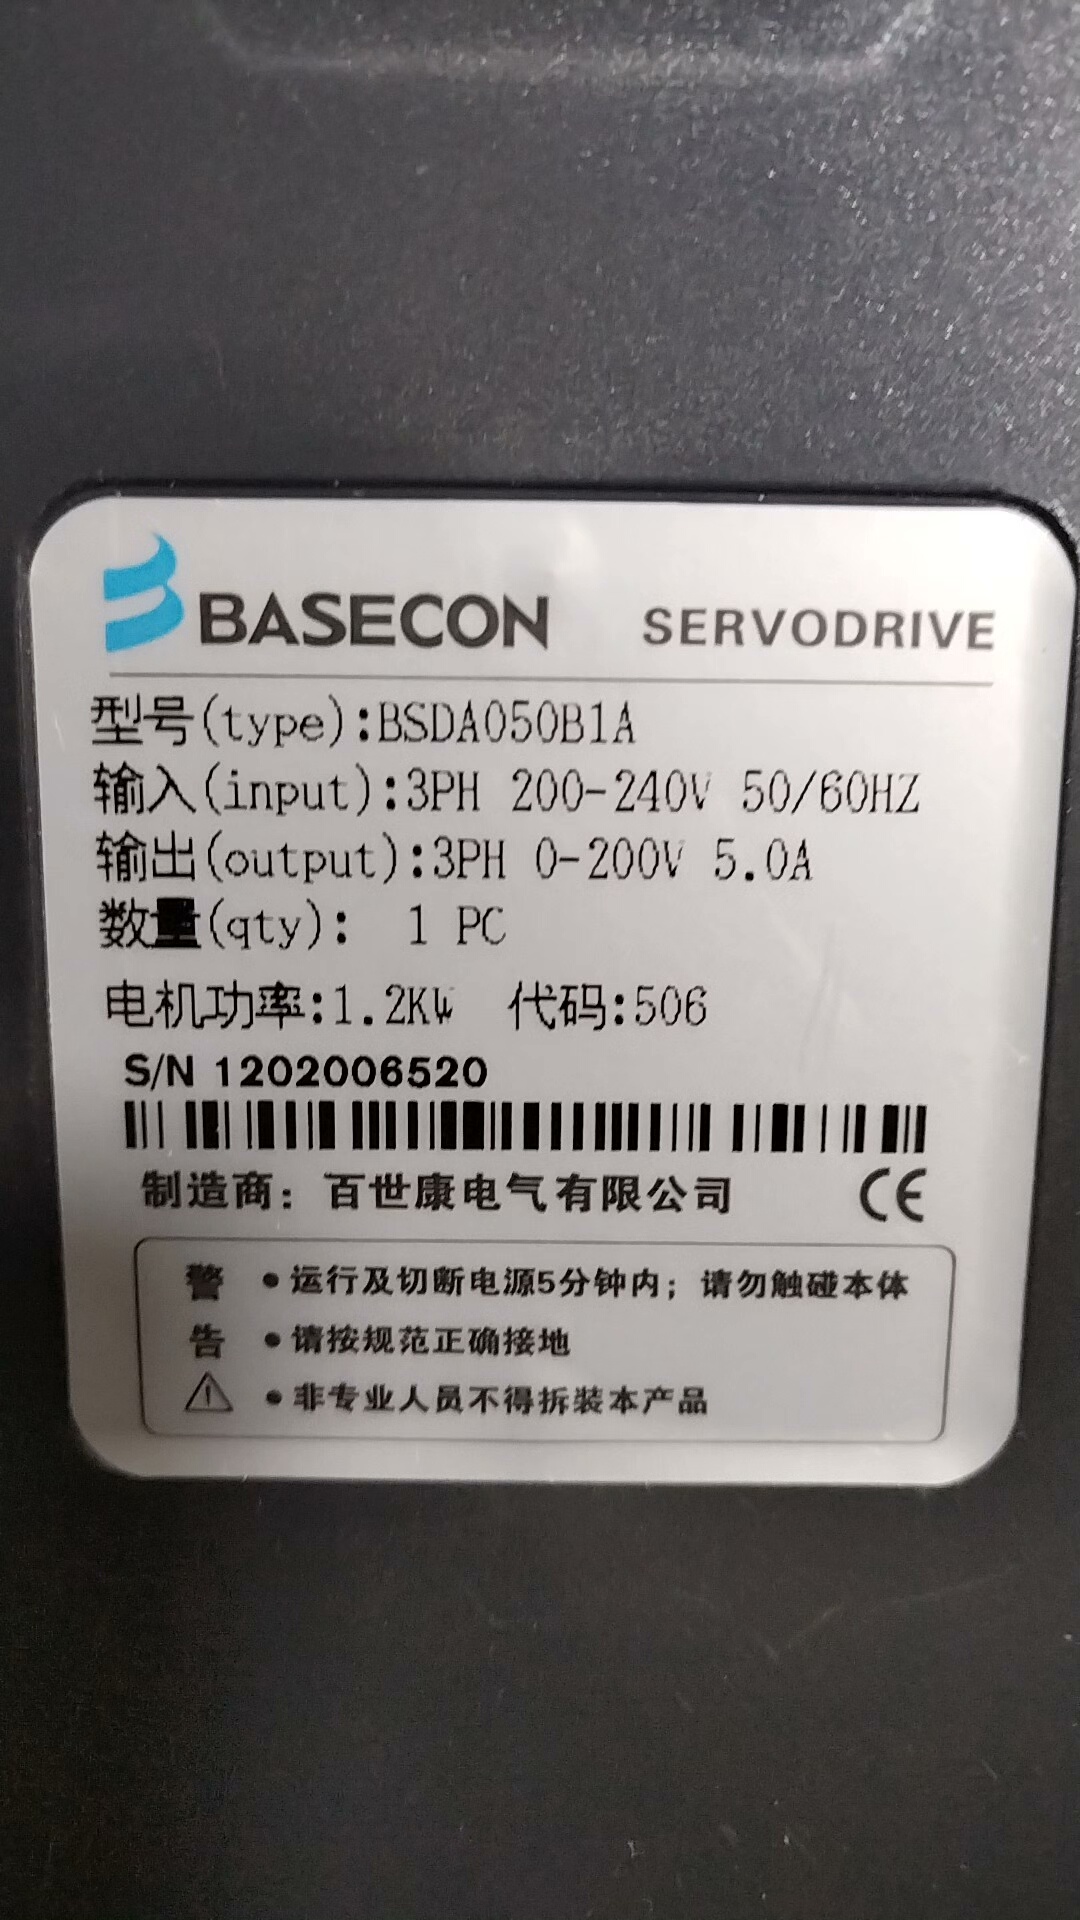 BASECON SERVODRIVE
型号(type):BSDA050B1A
输入(input):3PH 200-240V 50/60HZ
输出(output):3PH 0-200V 5.0A
数量(qty): 1 PC
电机功率:1.2KW 代码:506
S/N 1202006520
制造商：百世康电气有限公司 CE
警告
●运行及切断电源5分钟内；请勿触碰本体
●请按规范正确接地
●非专业人员不得拆装本产品